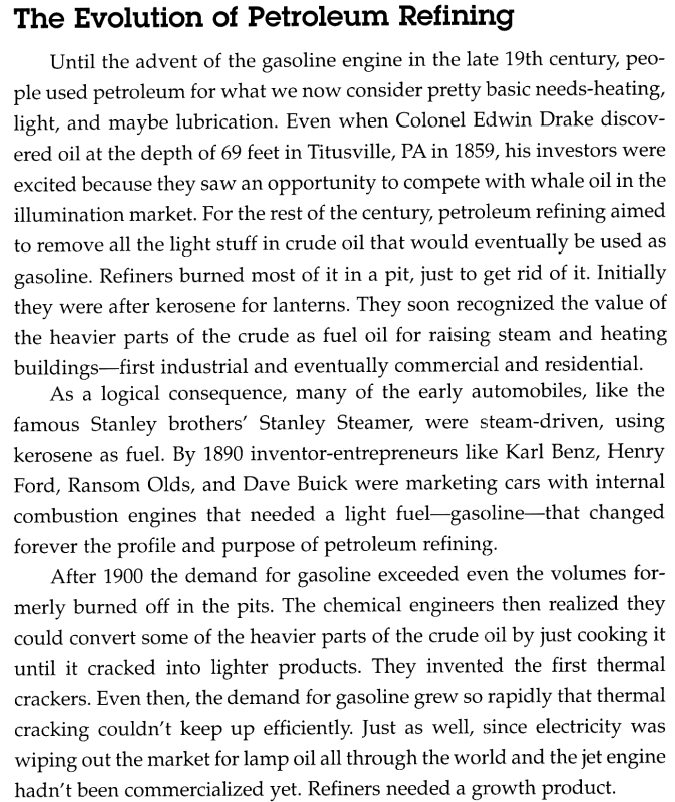 The Evolution of Petroleum Refining
Until the advent of the gasoline engine in the late 19th century, peo-
ple used petroleum for what we now consider pretty basic needs-heating,
light, and maybe lubrication. Even when Colonel Edwin Drake discov-
ered oil at the depth of 69 feet in Titusville, PA in 1859, his investors were
excited because they saw an opportunity to compete with whale oil in the
illumination market. For the rest of the century, petroleum refining aimed
to remove all the light stuff in crude oil that would eventually be used as
gasoline. Refiners burned most of it in a pit, just to get rid of it. Initially
they were after kerosene for lanterns. They soon recognized the value of
the heavier parts of the crude as fuel oil for raising steam and heating
buildings—first industrial and eventually commercial and residential.
As a logical consequence, many of the early automobiles, like the
famous Stanley brothers' Stanley Steamer, were steam-driven, using
kerosene as fuel. By 1890 inventor-entrepreneurs like Karl Benz, Henry
Ford, Ransom Olds, and Dave Buick were marketing cars with internal
combustion engines that needed a light fuel—gasoline—that changed
forever the profile and purpose of petroleum refining.
After 1900 the demand for gasoline exceeded even the volumes for-
merly burned off in the pits. The chemical engineers then realized they
could convert some of the heavier parts of the crude oil by just cooking it
until it cracked into lighter products. They invented the first thermal
crackers. Even then, the demand for gasoline grew so rapidly that thermal
cracking couldn't keep up efficiently. Just as well, since electricity was
wiping out the market for lamp oil all through the world and the jet engine
hadn't been commercialized yet. Refiners needed a growth product.